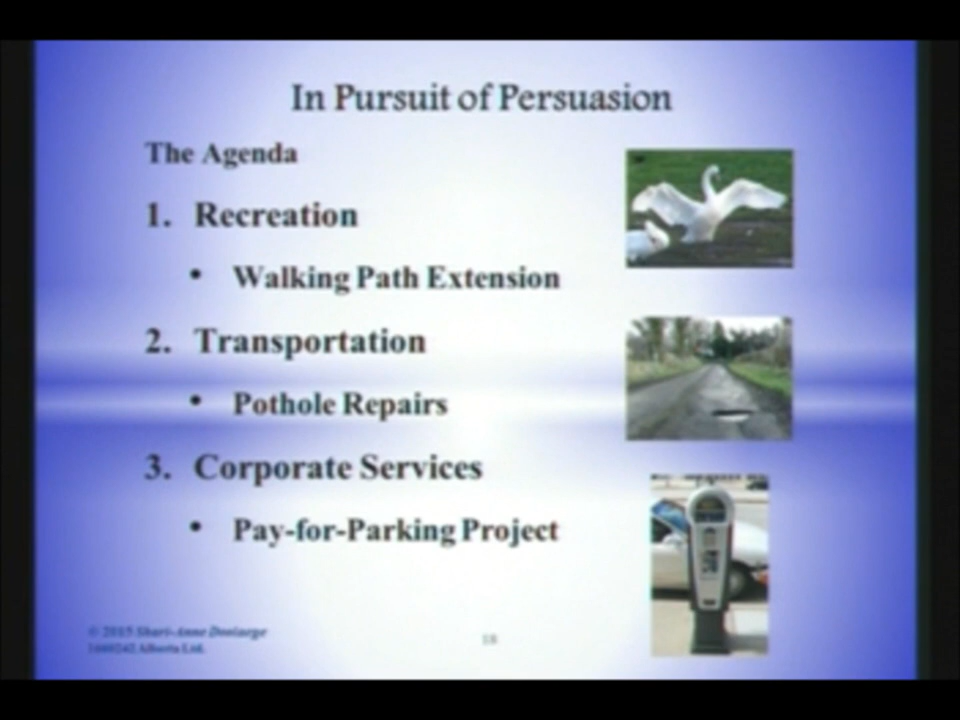 In Pursuit of Persuasion
The Agenda
1. Recreation
• Walking Path Extension
2. Transportation
• Pothole Repairs
3. Corporate Services
• Pay-for-Parking Project
© 2015 Shari-Anne
Alberta Ltd.
18